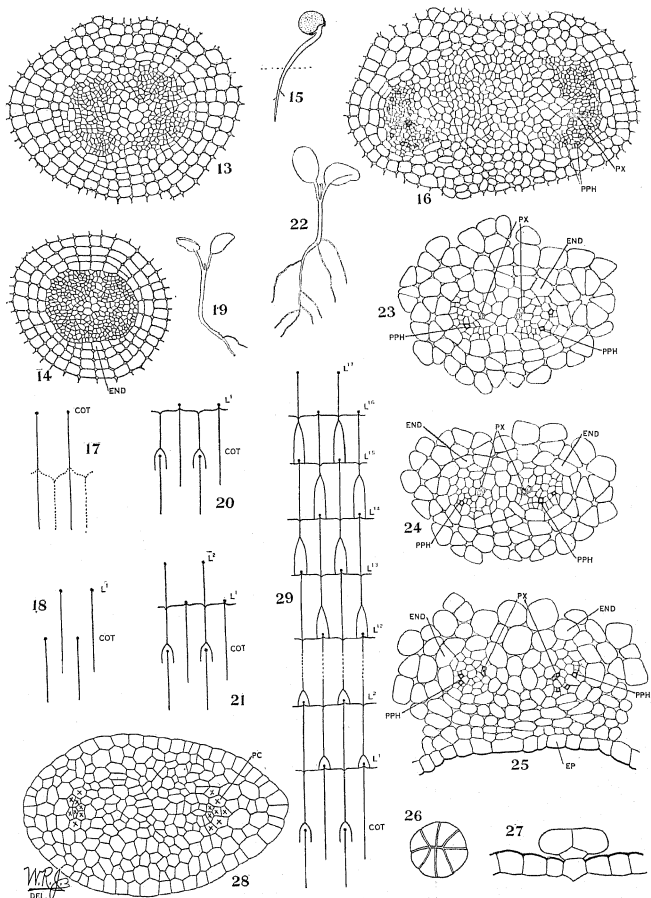 13
15
16
PPH
PX
22
14
END
19
PX
END
23
PPH
PPH
COT
17
L¹
COT
20
L¹⁷
L¹⁶
L¹⁵
L¹⁴
L¹³
L¹²
L²
L¹
COT
29
END
PX
END
24
PPH
PPH
18
L¹
COT
L²
L¹
COT
21
END
PX
END
PPH
PPH
25
EP
PC
28
26
27
W.R.J.
DEL.